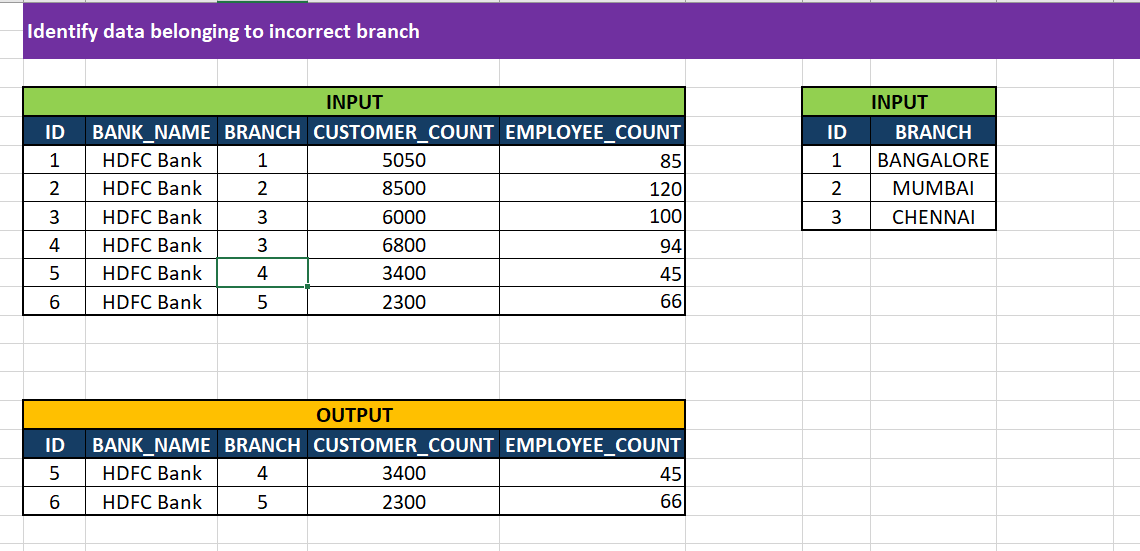 Identify data belonging to incorrect branch
INPUT
ID BANK_NAME BRANCH CUSTOMER_COUNT EMPLOYEE_COUNT
1 HDFC Bank 1 5050 85
2 HDFC Bank 2 8500 120
3 HDFC Bank 3 6000 100
4 HDFC Bank 3 6800 94
5 HDFC Bank 4 3400 45
6 HDFC Bank 5 2300 66
INPUT
ID BRANCH
1 BANGALORE
2 MUMBAI
3 CHENNAI
OUTPUT
ID BANK_NAME BRANCH CUSTOMER_COUNT EMPLOYEE_COUNT
5 HDFC Bank 4 3400 45
6 HDFC Bank 5 2300 66